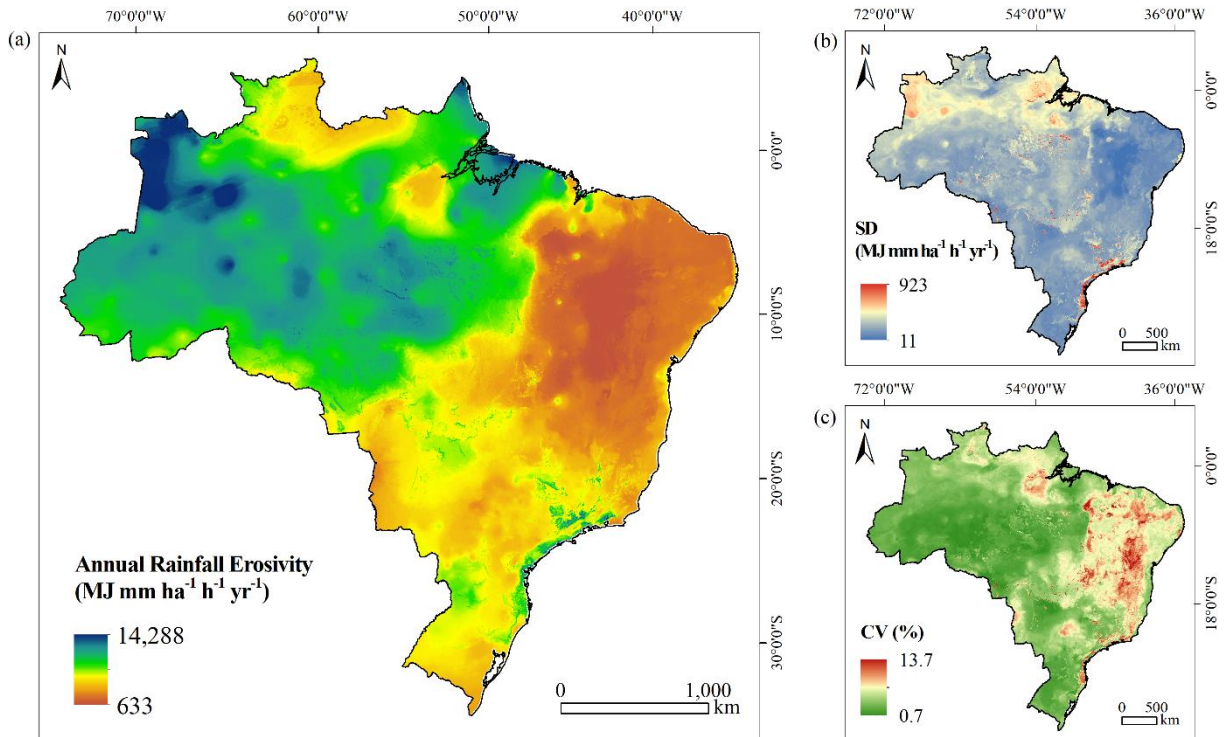 (a)
70°0'0"W 60°0'0"W 50°0'0"W 40°0'0"W
N
0°0'0"
10°0'0"S
20°0'0"S
30°0'0"S
Annual Rainfall Erosivity
(MJ mm ha⁻¹ h⁻¹ yr⁻¹)
14,288
633
0 1,000
km
(b)
72°0'0"W 54°0'0"W 36°0'0"W
N
0°0'0"
18°0'0"S
SD
(MJ mm ha⁻¹ h⁻¹ yr⁻¹)
923
11
0 500
km
(c)
72°0'0"W 54°0'0"W 36°0'0"W
N
0°0'0"
18°0'0"S
CV (%)
13.7
0.7
0 500
km